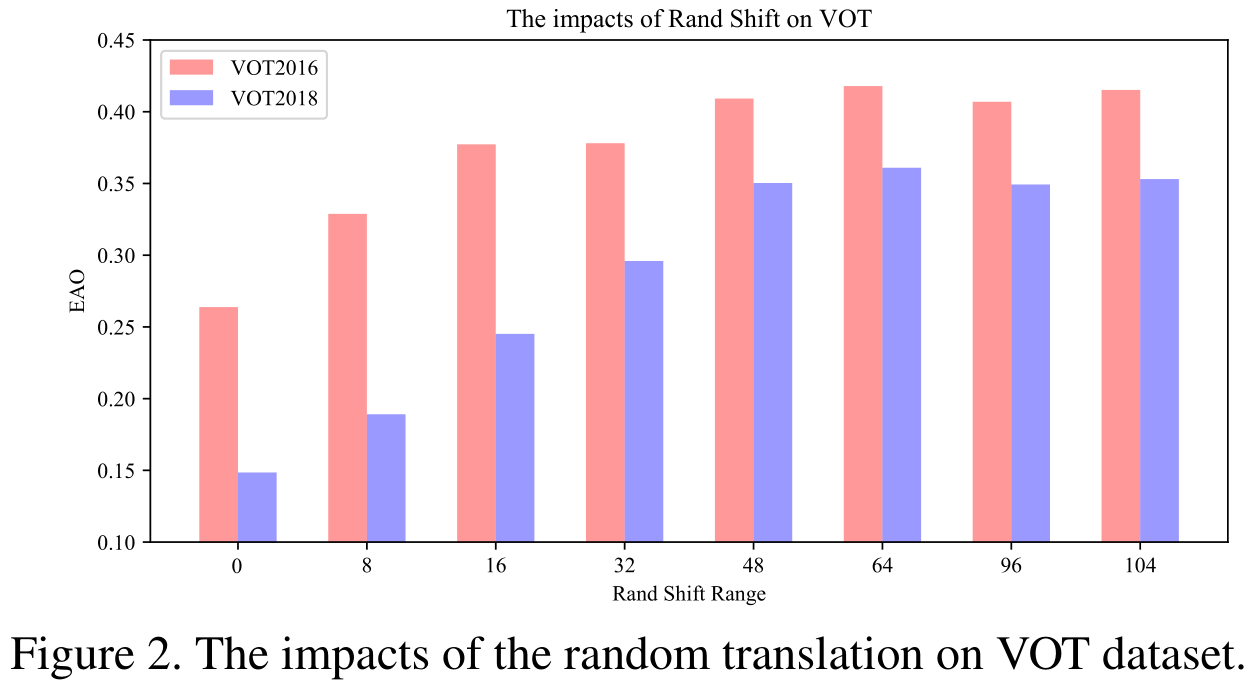 The impacts of Rand Shift on VOT
0.45
VOT2016
VOT2018
0.40
0.35
0.30
EAO
0.25
0.20
0.15
0.10
0 8 16 32 48 64 96 104
Rand Shift Range
Figure 2. The impacts of the random translation on VOT dataset.